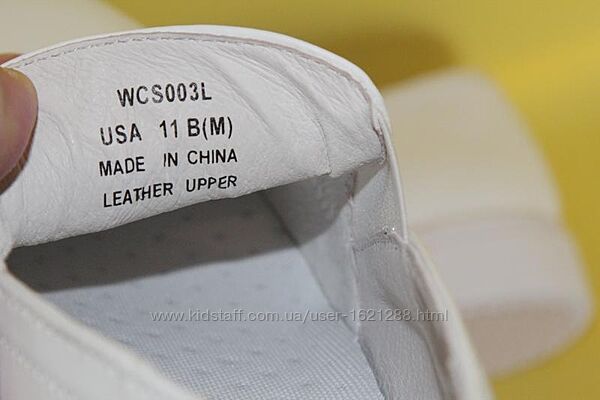 WCS003L
USA 11 B(M)
MADE IN CHINA
LEATHER UPPER
www.kidstaff.com.ua/user-1621288.html